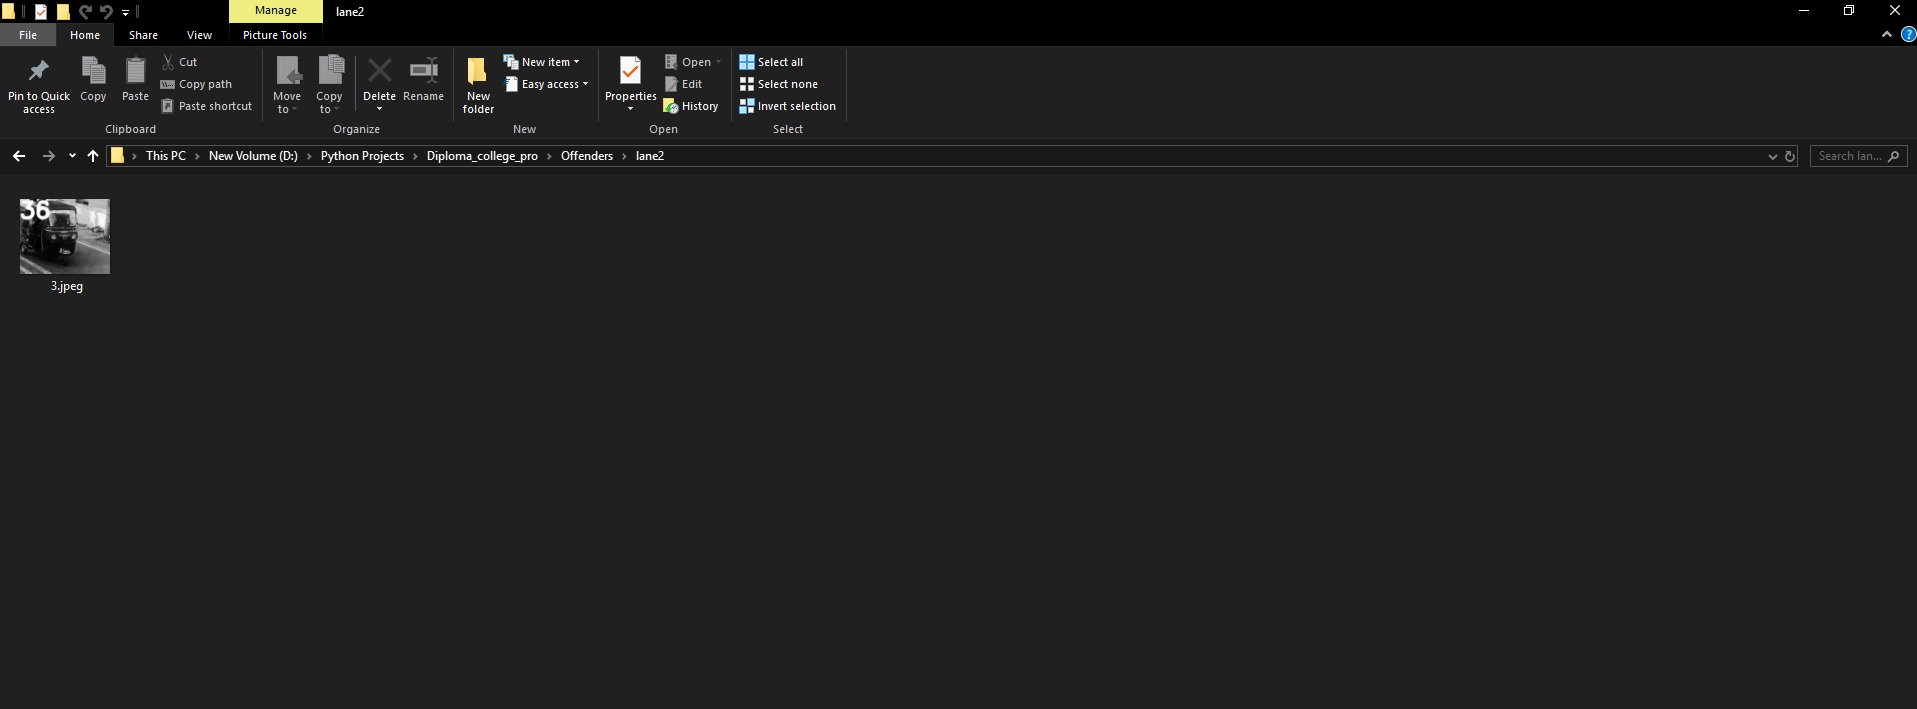 Manage
lane2
File
Home
Share
View
Picture Tools
?
Pin to Quick
access
Copy
Paste
Cut
Copy path
Paste shortcut
Clipboard
Move
to
Copy
to
Delete
Rename
Organize
New
folder
New item
Easy access
New
Properties
Open
Edit
History
Open
Select all
Select none
Invert selection
Select
This PC › New Volume (D:) › Python Projects › Diploma_college_pro › Offenders › lane2
Search lan...
36
3.jpeg